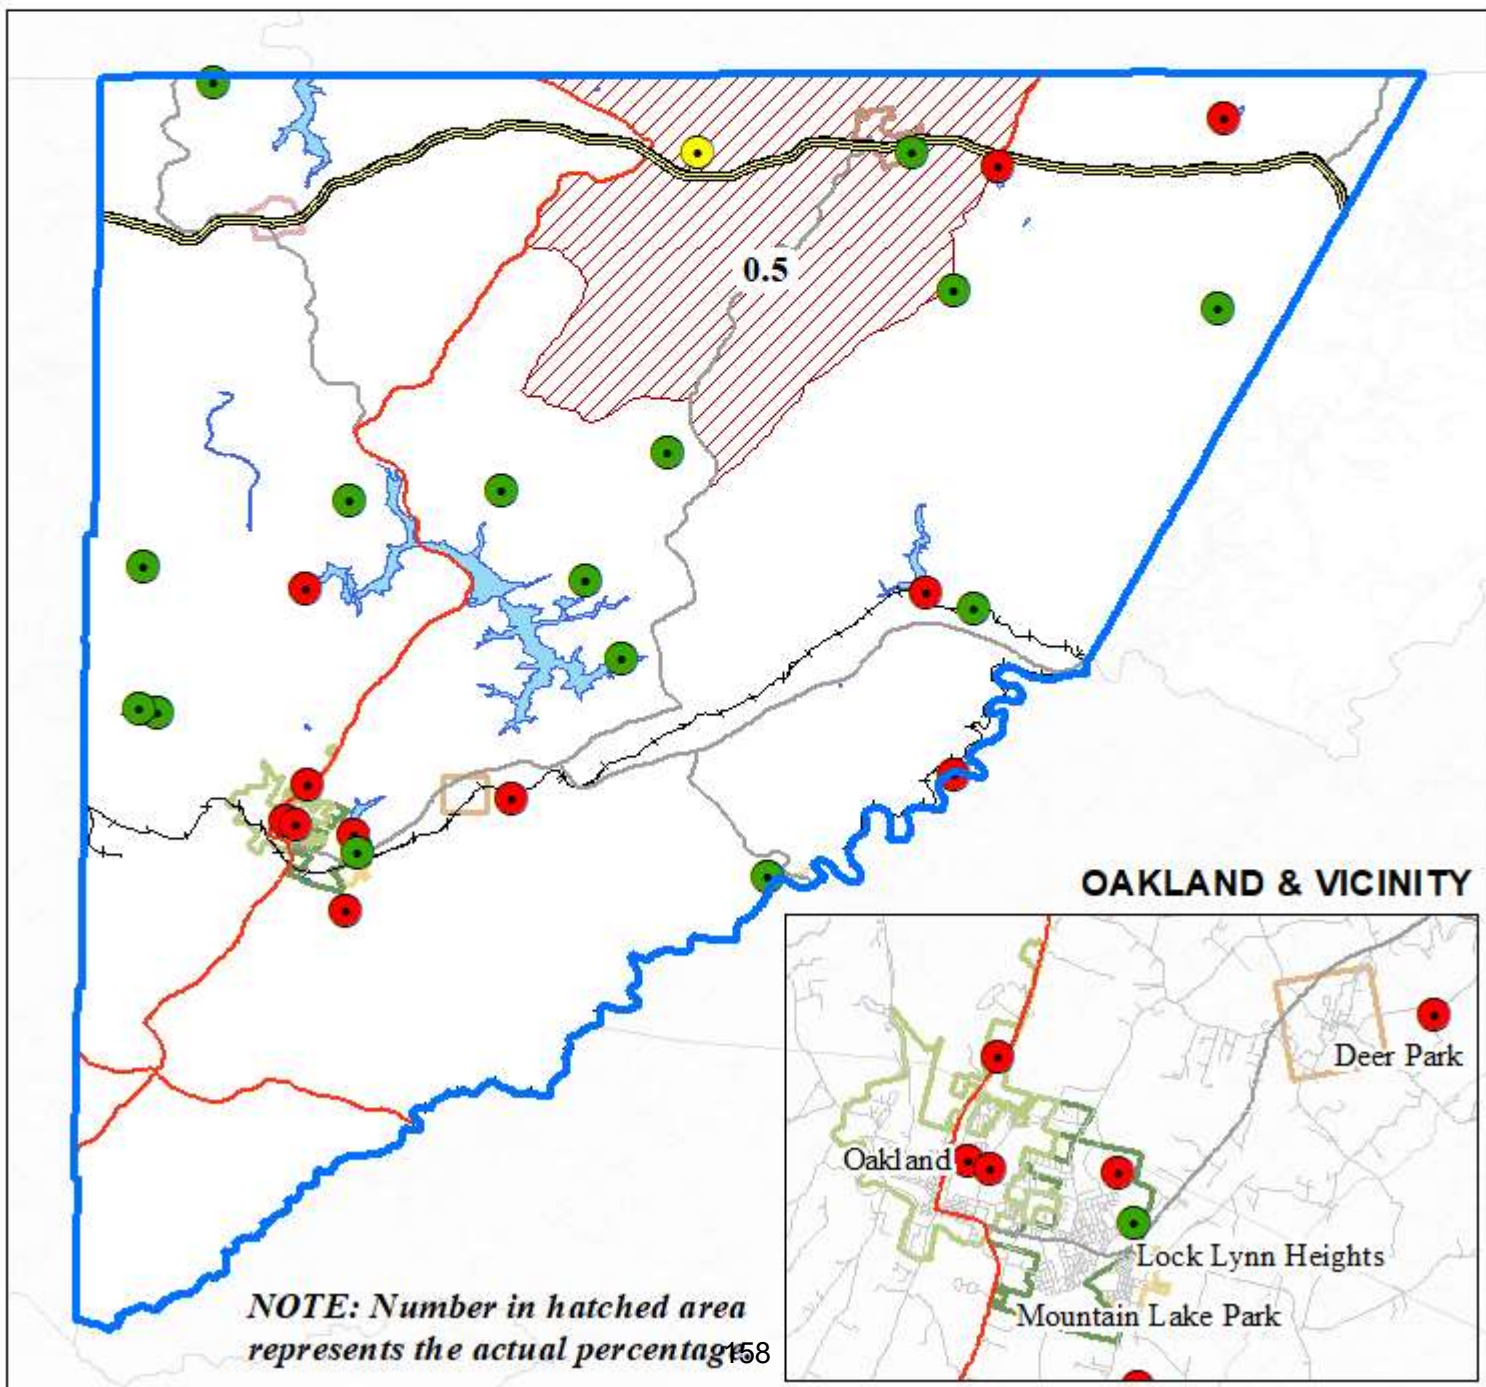 0.5
OAKLAND & VICINITY
Deer Park
Oakland
Lock Lynn Heights
Mountain Lake Park
NOTE: Number in hatched area
represents the actual percentage.
158